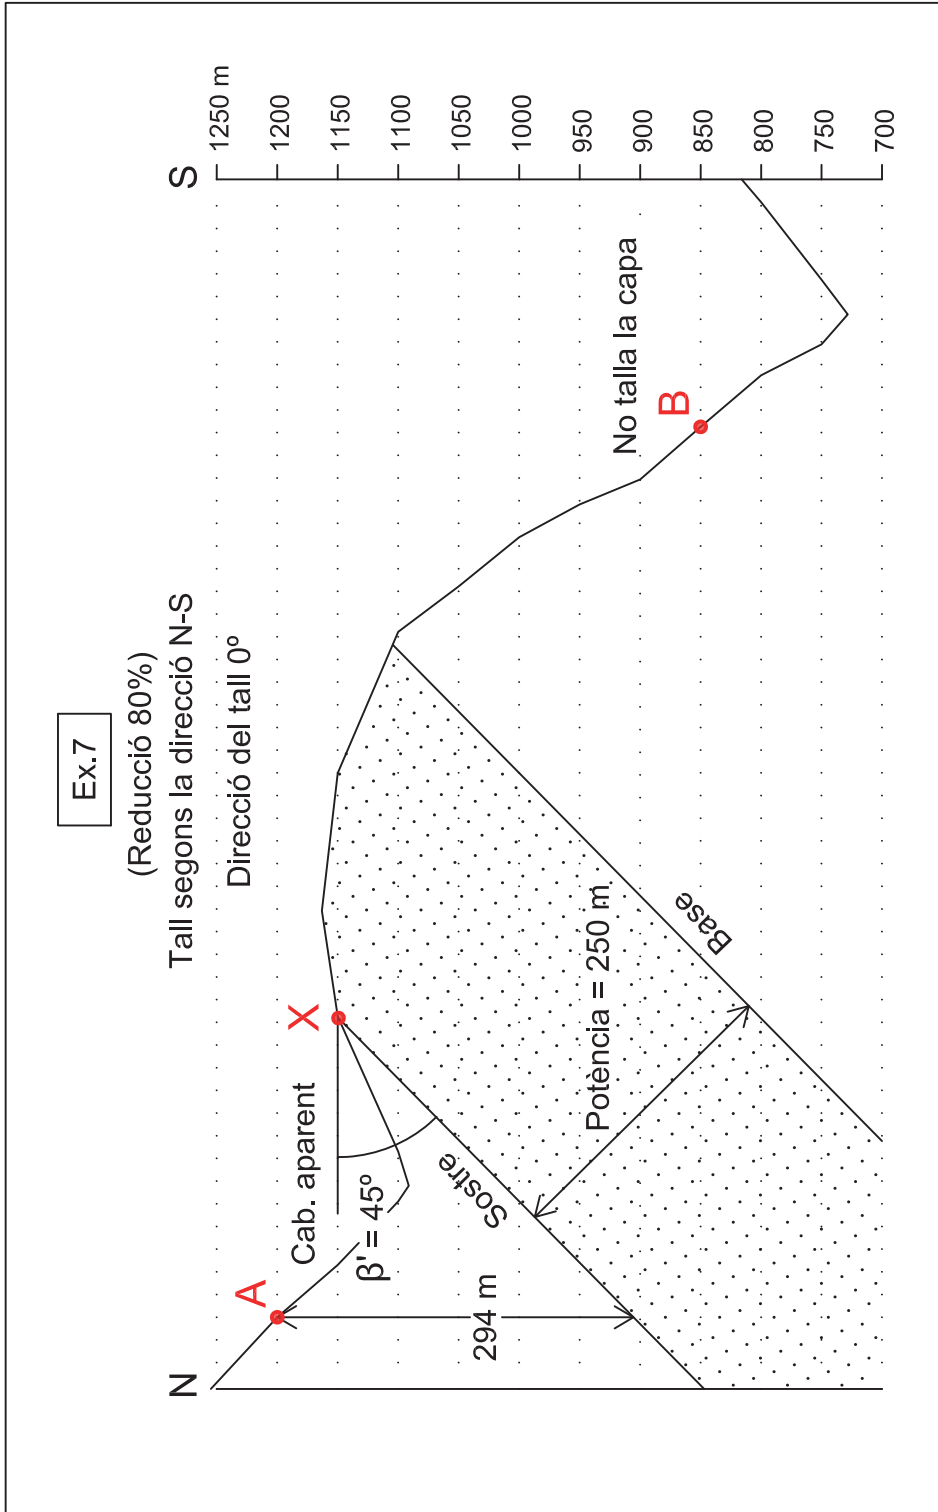 Ex.7
(Reducció 80%)
Tall segons la direcció N-S
Direcció del tall 0º
N
S
1250 m
1200
1150
1100
1050
1000
950
900
850
800
750
700
A
X
B
Cab. aparent
β' = 45º
294 m
Sostre
Potència = 250 m
Base
No talla la capa